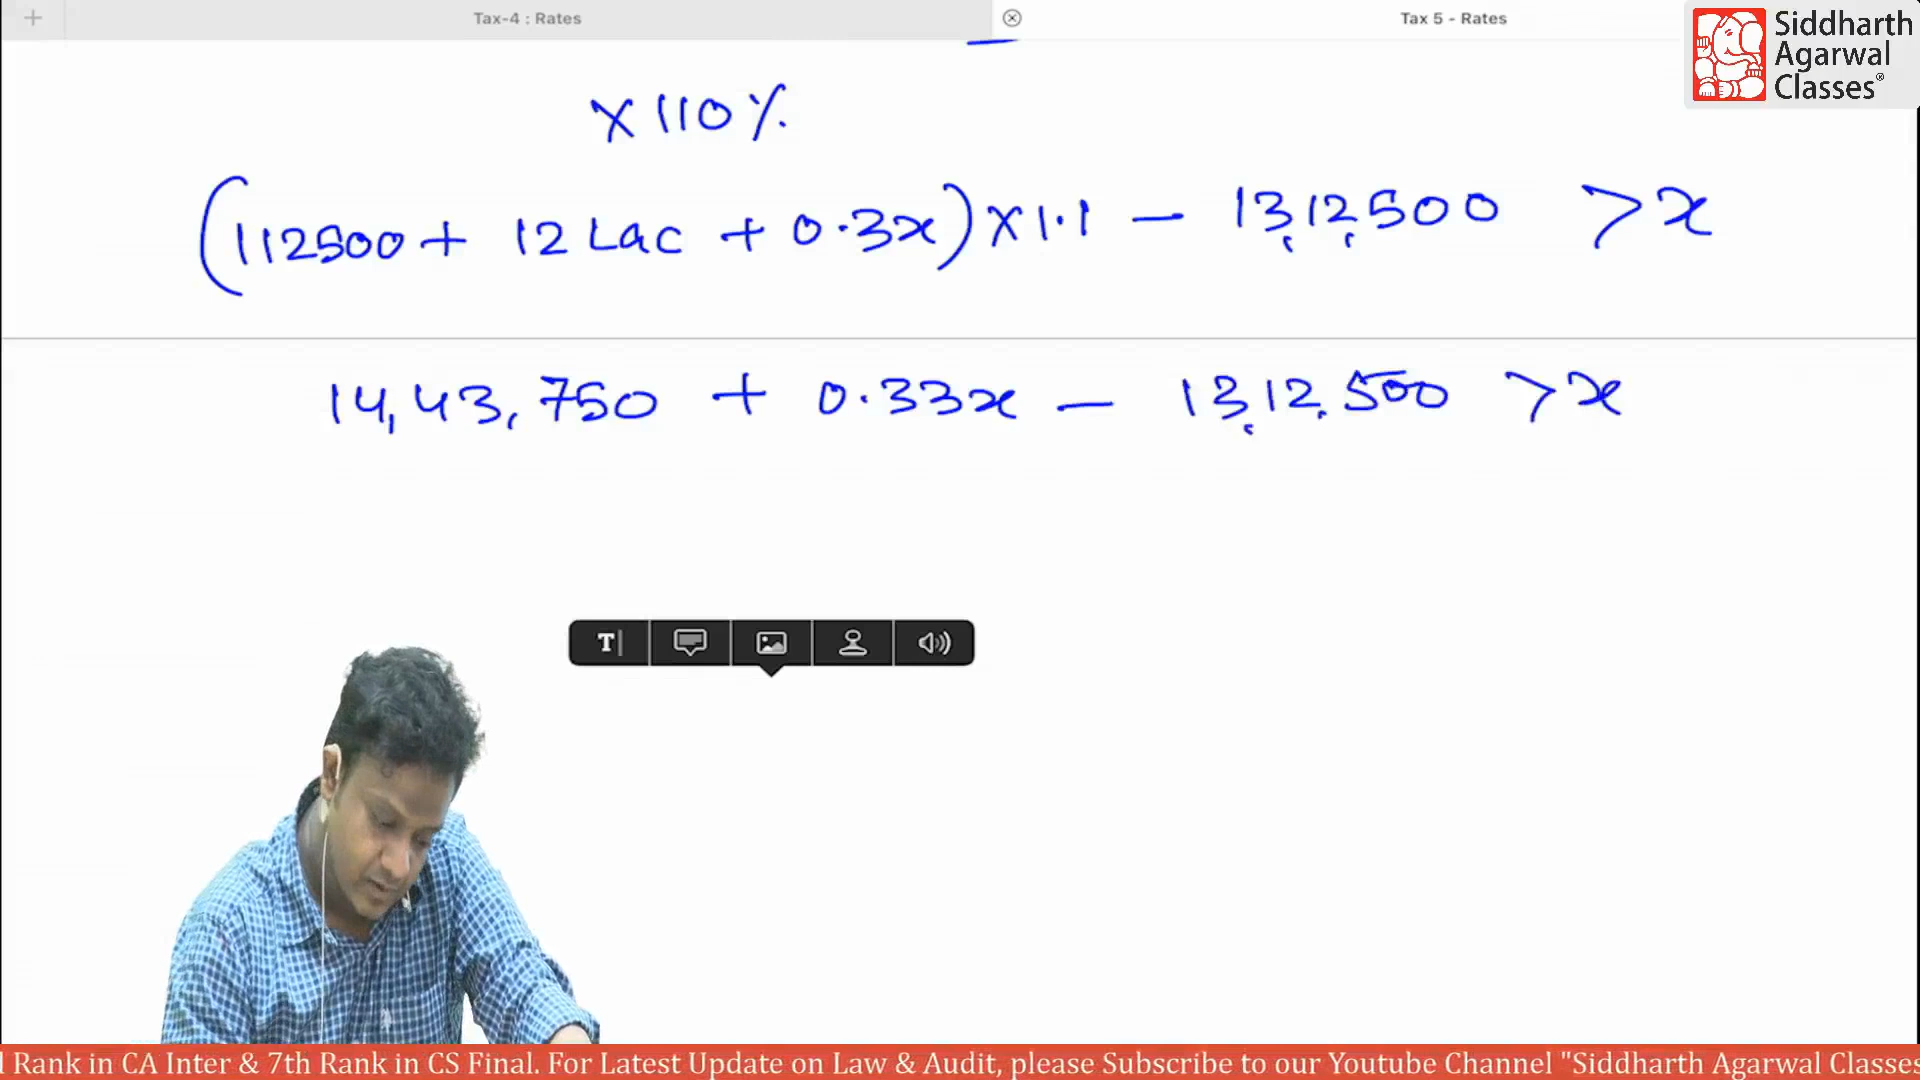 Tax-4 : Rates
Tax 5 - Rates
Siddharth
Agarwal
Classes®
x 110%
(112500 + 12 Lac + 0.3x) x 1.1 - 13,12,500 > x
14,43,750 + 0.33x - 13,12,500 > x
T
Rank in CA Inter & 7th Rank in CS Final. For Latest Update on Law & Audit, please Subscribe to our Youtube Channel "Siddharth Agarwal Classes